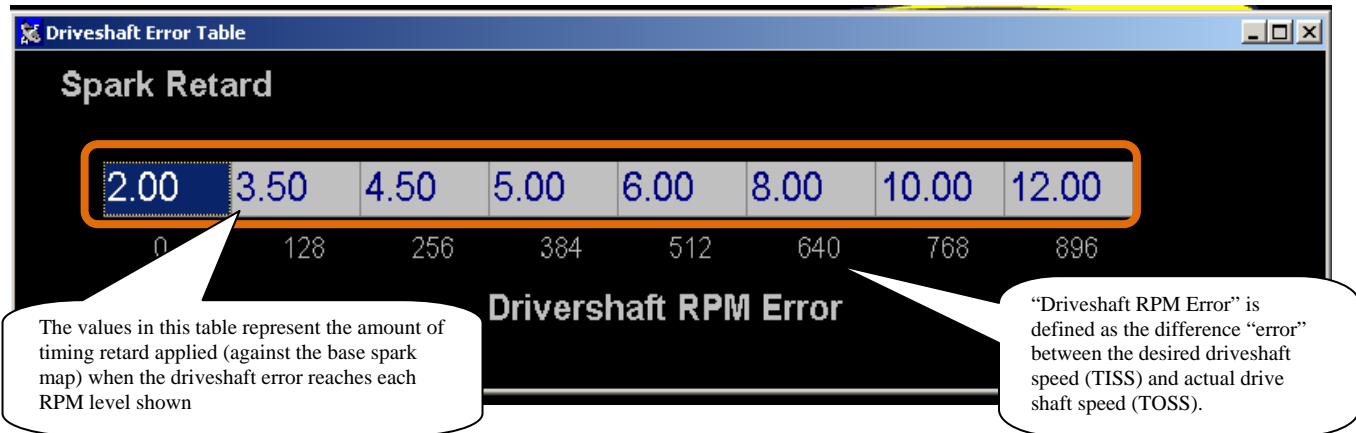 Driveshaft Error Table
Spark Retard
2.00 3.50 4.50 5.00 6.00 8.00 10.00 12.00
0 128 256 384 512 640 768 896
Drivershaft RPM Error
The values in this table represent the amount of
timing retard applied (against the base spark
map) when the driveshaft error reaches each
RPM level shown
“Driveshaft RPM Error” is
defined as the difference “error”
between the desired driveshaft
speed (TISS) and actual drive
shaft speed (TOSS).